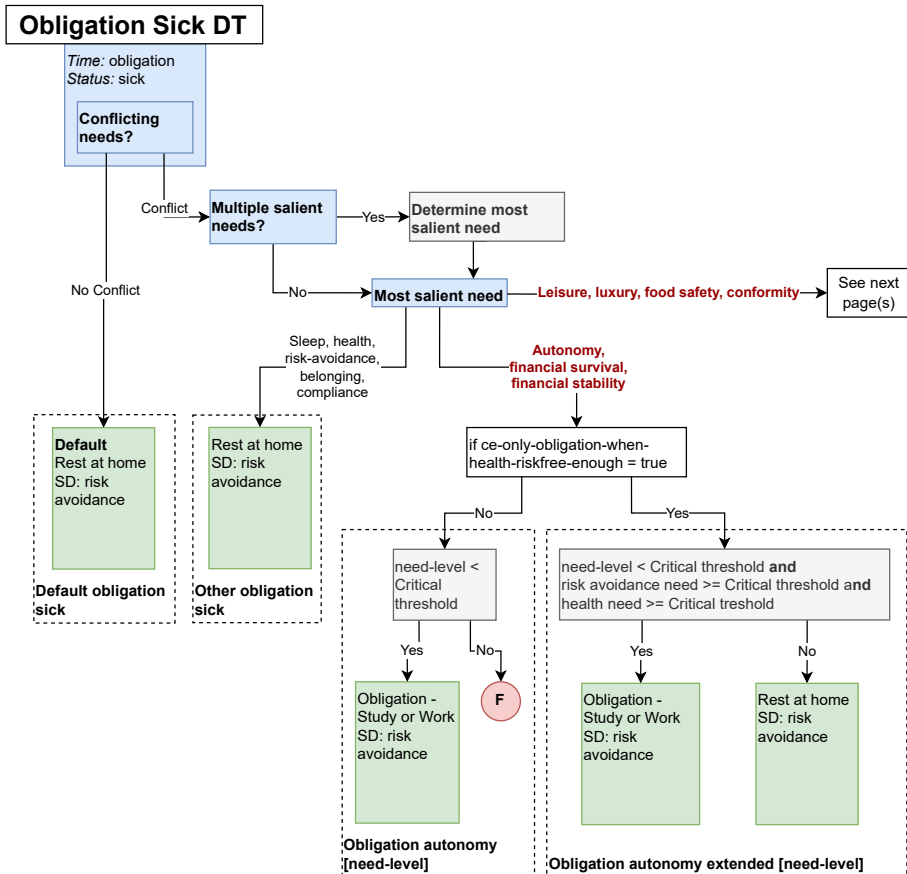 Obligation Sick DT
Time: obligation
Status: sick
Conflicting
needs?
Conflict
Multiple salient
needs?
Yes
Determine most
salient need
No Conflict
No
Most salient need
Leisure, luxury, food safety, conformity
See next
page(s)
Sleep, health,
risk-avoidance,
belonging,
compliance
Autonomy,
financial survival,
financial stability
Default
Rest at home
SD: risk
avoidance
Default obligation
sick
Rest at home
SD: risk
avoidance
Other obligation
sick
if ce-only-obligation-when-
health-riskfree-enough = true
No
Yes
need-level <
Critical
threshold
Yes
No
F
Obligation -
Study or Work
SD: risk
avoidance
Obligation autonomy
[need-level]
need-level < Critical threshold and
risk avoidance need >= Critical threshold and
health need >= Critical treshold
Yes
No
Obligation -
Study or Work
SD: risk
avoidance
Rest at home
SD: risk
avoidance
Obligation autonomy extended [need-level]